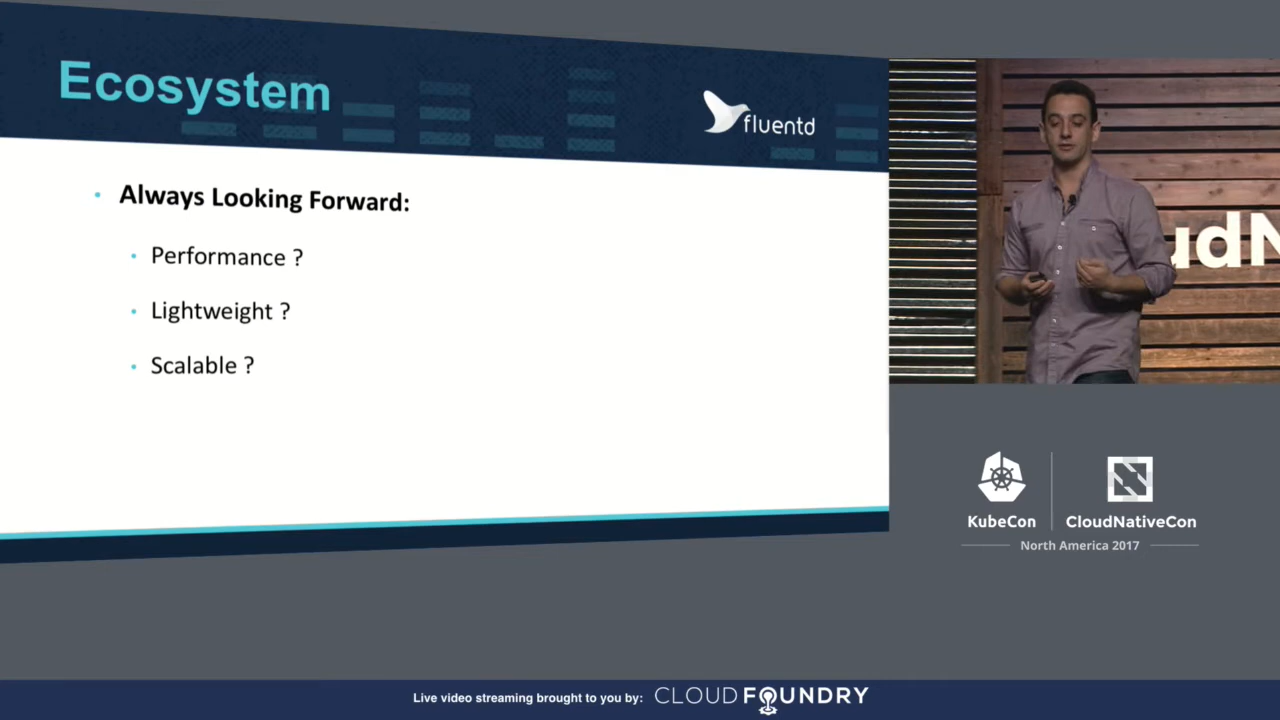 Ecosystem
fluentd
Always Looking Forward:
Performance ?
Lightweight ?
Scalable ?
udN
KubeCon
CloudNativeCon
North America 2017
Live video streaming brought to you by: CLOUD FOUNDRY